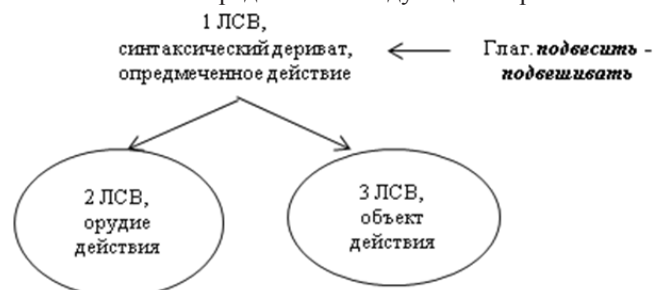 1 ЛСВ,
синтаксический дериват,
опредмеченное действие
Глаг. подвесить -
подвешивать
2 ЛСВ,
орудие
действия
3 ЛСВ,
объект
действия